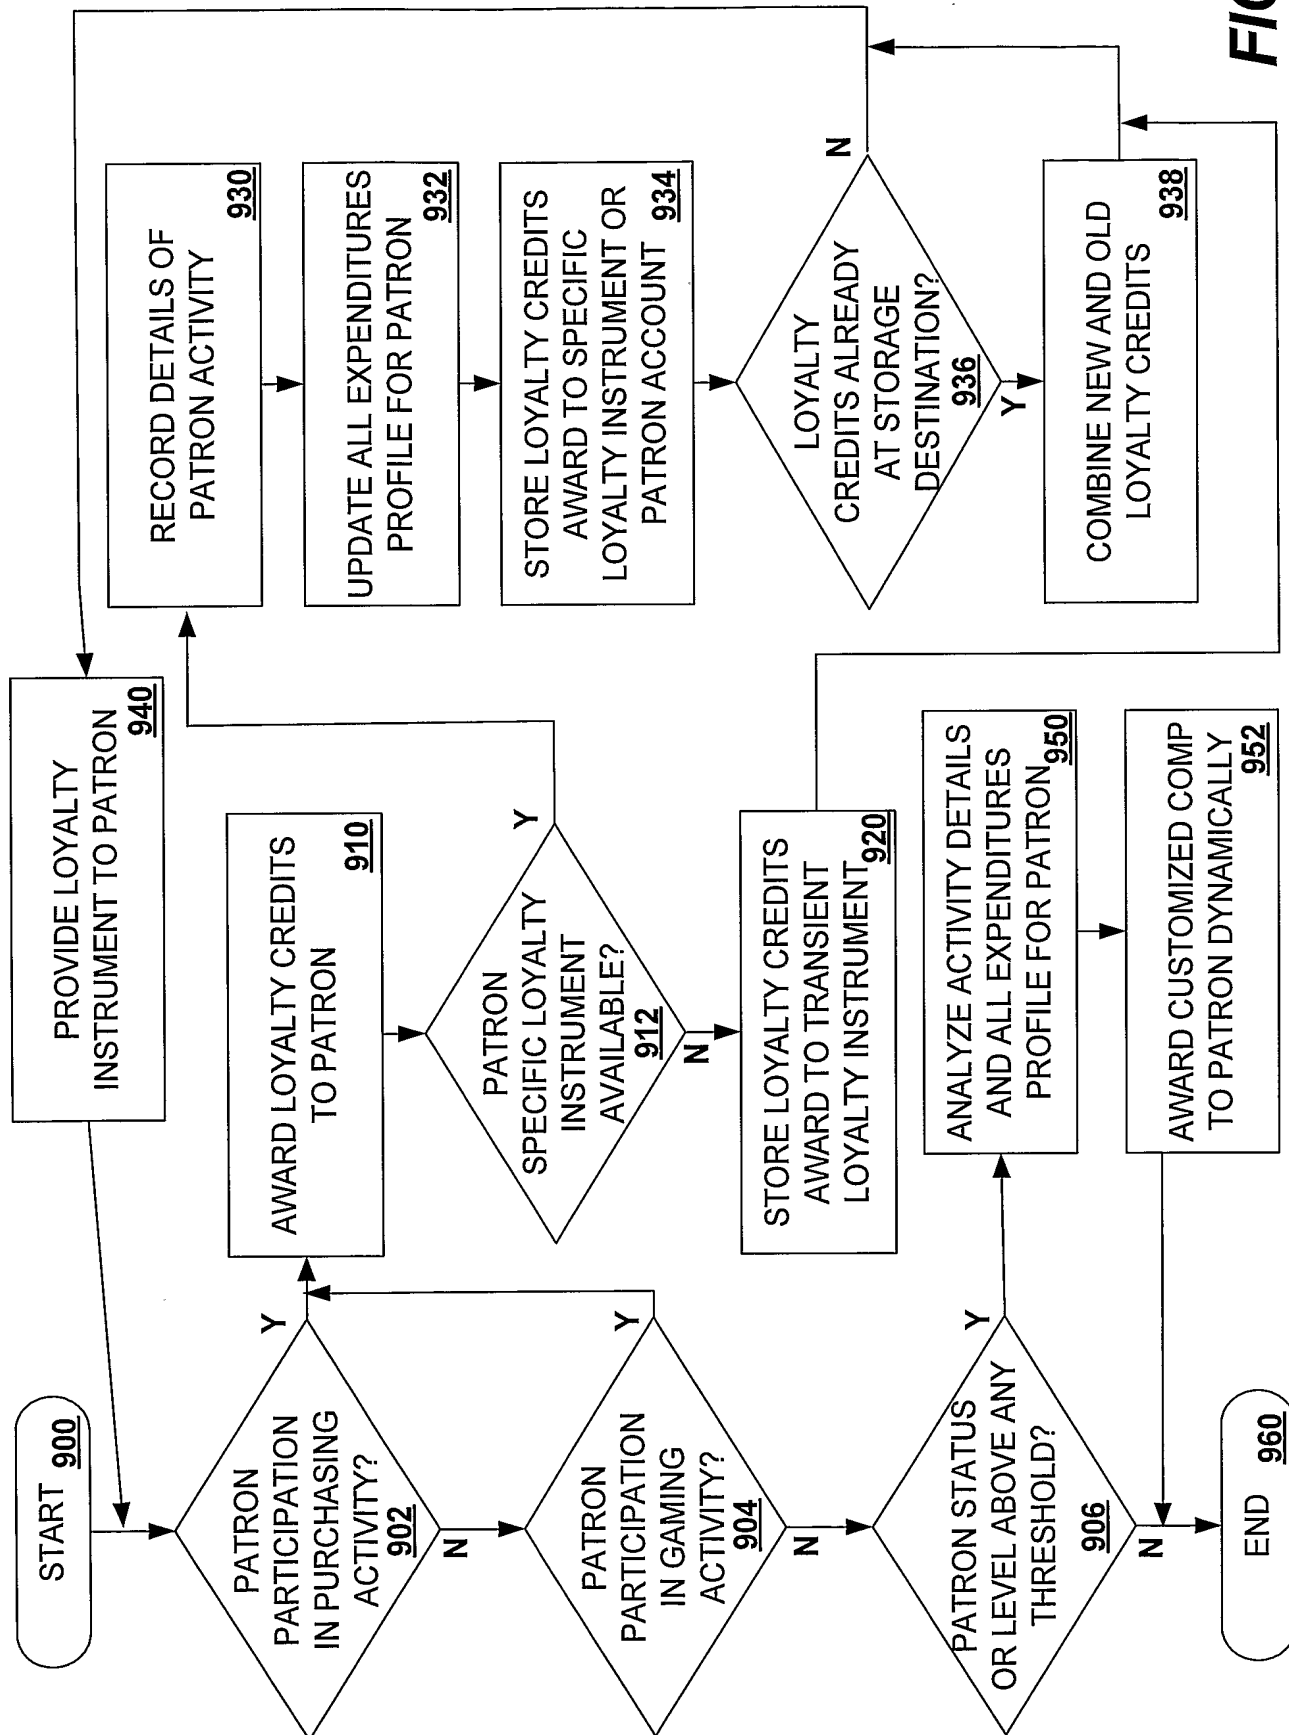 START 900
PATRON
PARTICIPATION
IN PURCHASING
ACTIVITY?
902
Y
N
PATRON
PARTICIPATION
IN GAMING
ACTIVITY?
904
Y
N
PATRON STATUS
OR LEVEL ABOVE ANY
THRESHOLD?
906
Y
N
END 960
PROVIDE LOYALTY
INSTRUMENT TO PATRON
940
AWARD LOYALTY CREDITS
TO PATRON
910
PATRON
SPECIFIC LOYALTY
INSTRUMENT
AVAILABLE?
912
Y
N
STORE LOYALTY CREDITS
AWARD TO TRANSIENT
LOYALTY INSTRUMENT
920
ANALYZE ACTIVITY DETAILS
AND ALL EXPENDITURES
PROFILE FOR PATRON
950
AWARD CUSTOMIZED COMP
TO PATRON DYNAMICALLY
952
RECORD DETAILS OF
PATRON ACTIVITY
930
UPDATE ALL EXPENDITURES
PROFILE FOR PATRON
932
STORE LOYALTY CREDITS
AWARD TO SPECIFIC
LOYALTY INSTRUMENT OR
PATRON ACCOUNT
934
LOYALTY
CREDITS ALREADY
AT STORAGE
DESTINATION?
936
N
Y
COMBINE NEW AND OLD
LOYALTY CREDITS
938